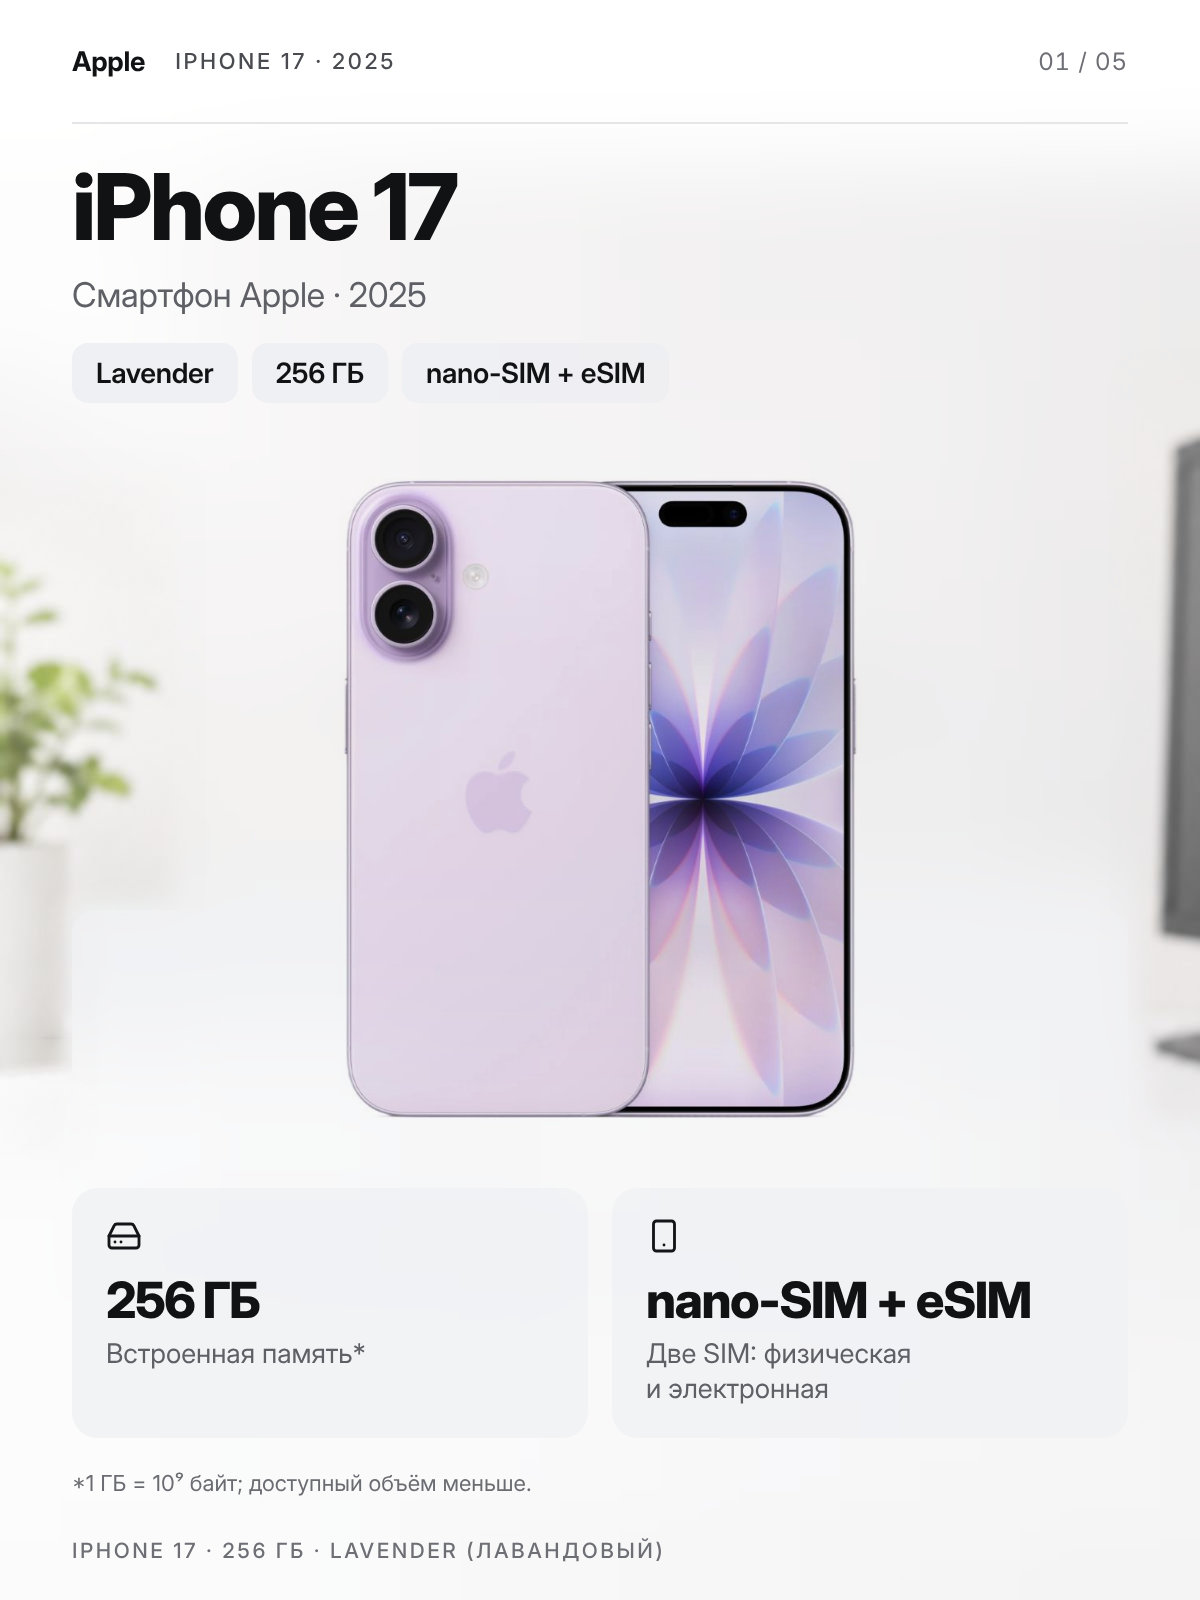 Apple IPHONE 17 · 2025 01 / 05
iPhone 17
Смартфон Apple · 2025
Lavender 256 ГБ nano-SIM + eSIM
256 ГБ
Встроенная память*
nano-SIM + eSIM
Две SIM: физическая
и электронная
*1 ГБ = 10⁹ байт; доступный объём меньше.
IPHONE 17 · 256 ГБ · LAVENDER (ЛАВАНДОВЫЙ)